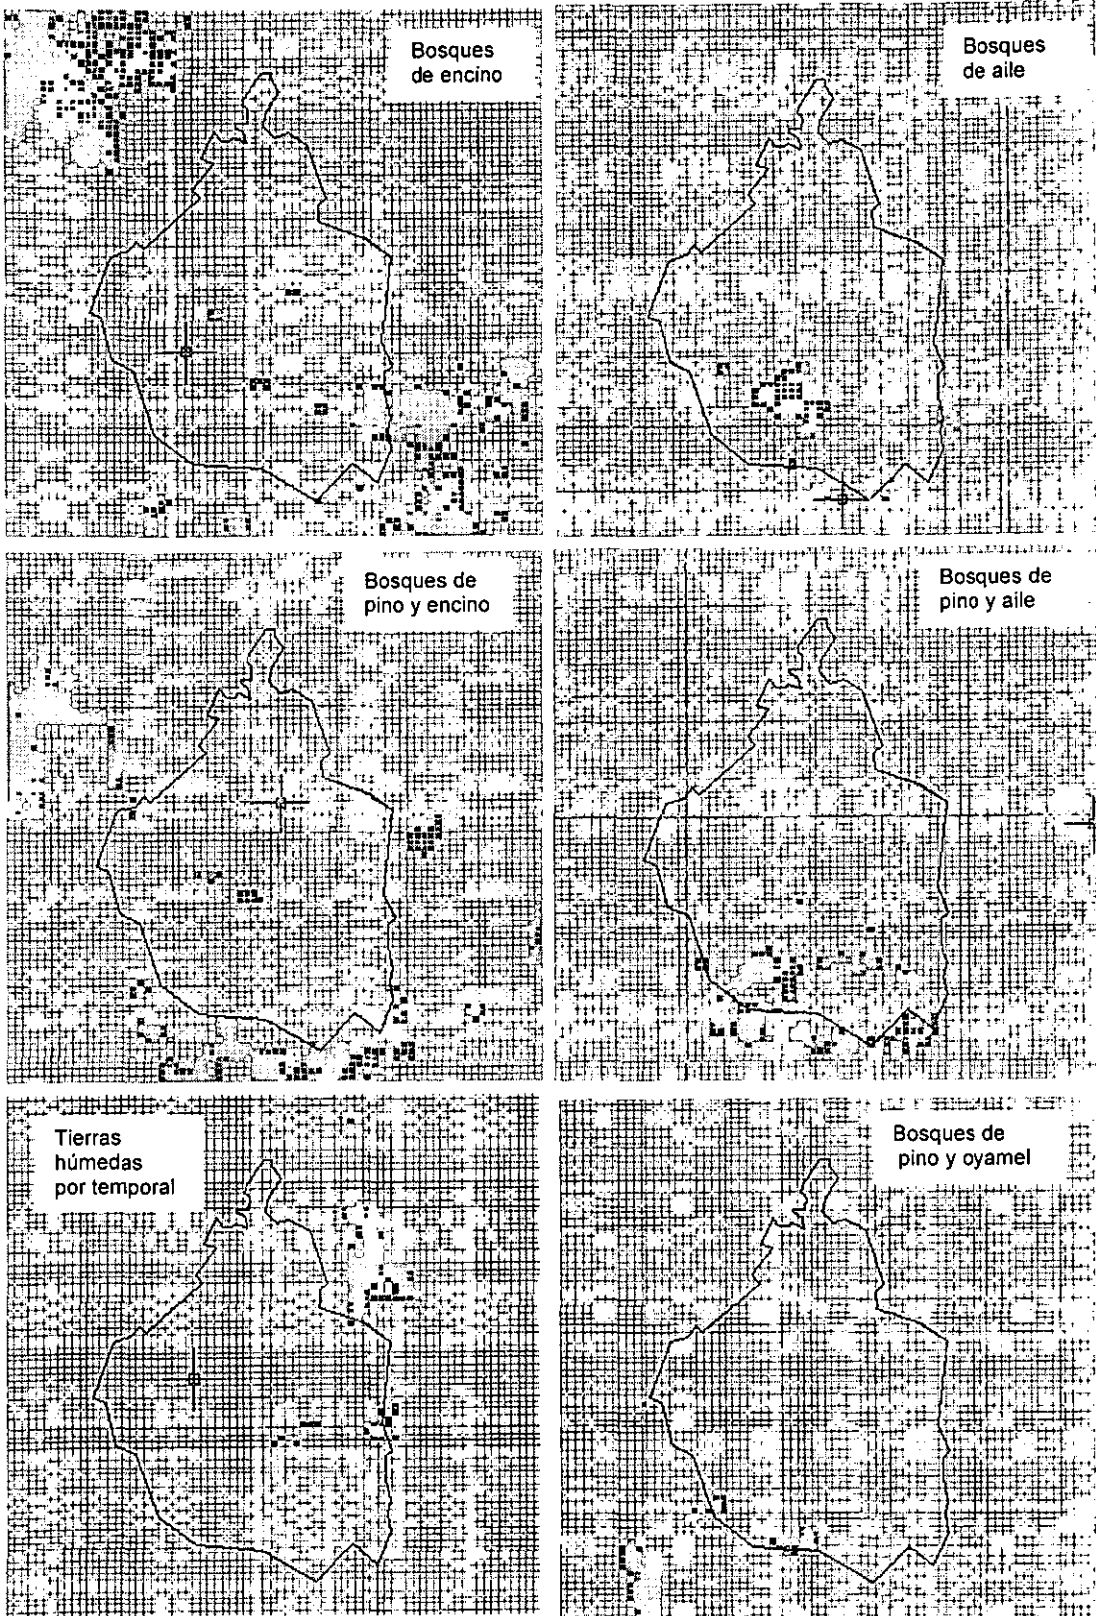 Bosques
de encino
Bosques
de aile
Bosques de
pino y encino
Bosques de
pino y aile
Tierras
húmedas
por temporal
Bosques de
pino y oyamel